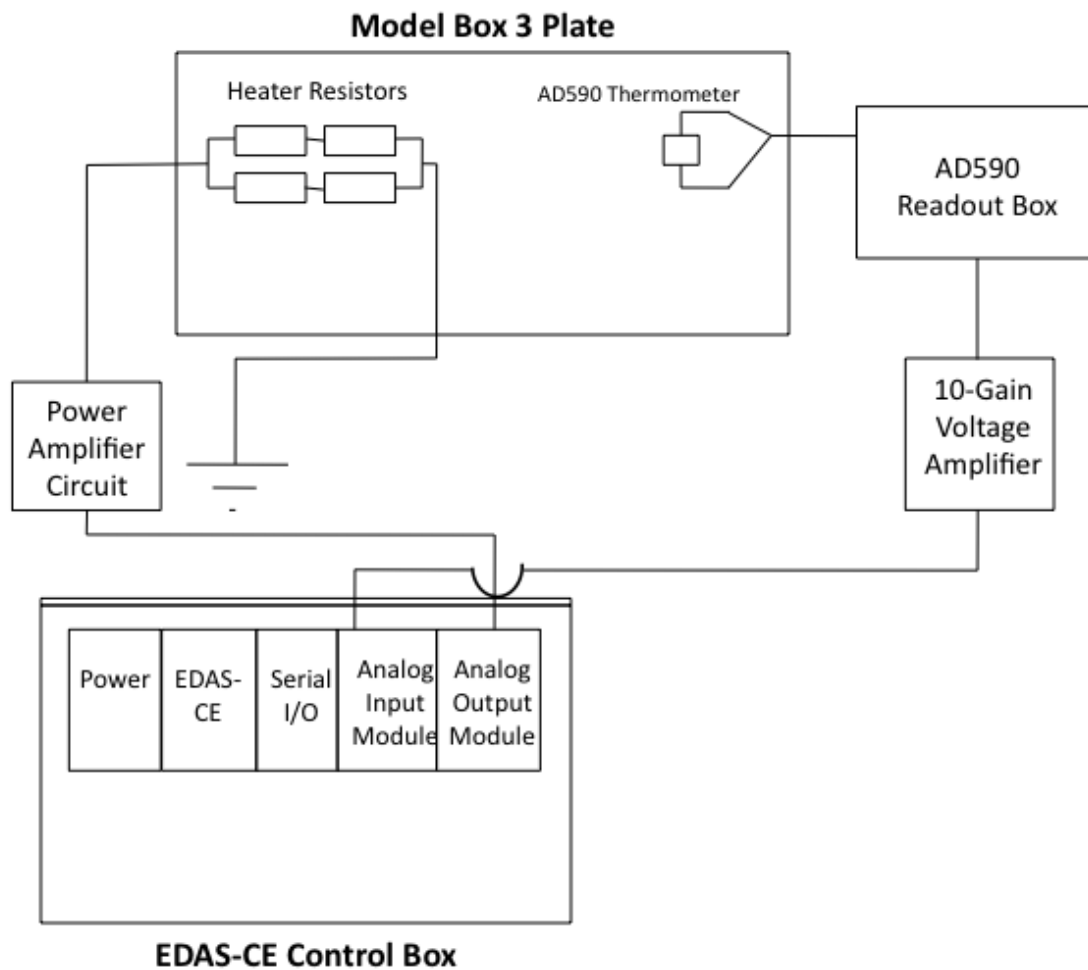 Model Box 3 Plate
Heater Resistors
AD590 Thermometer
AD590
Readout Box
Power
Amplifier
Circuit
10-Gain
Voltage
Amplifier
Power
EDAS-
CE
Serial
I/O
Analog
Input
Module
Analog
Output
Module
EDAS-CE Control Box